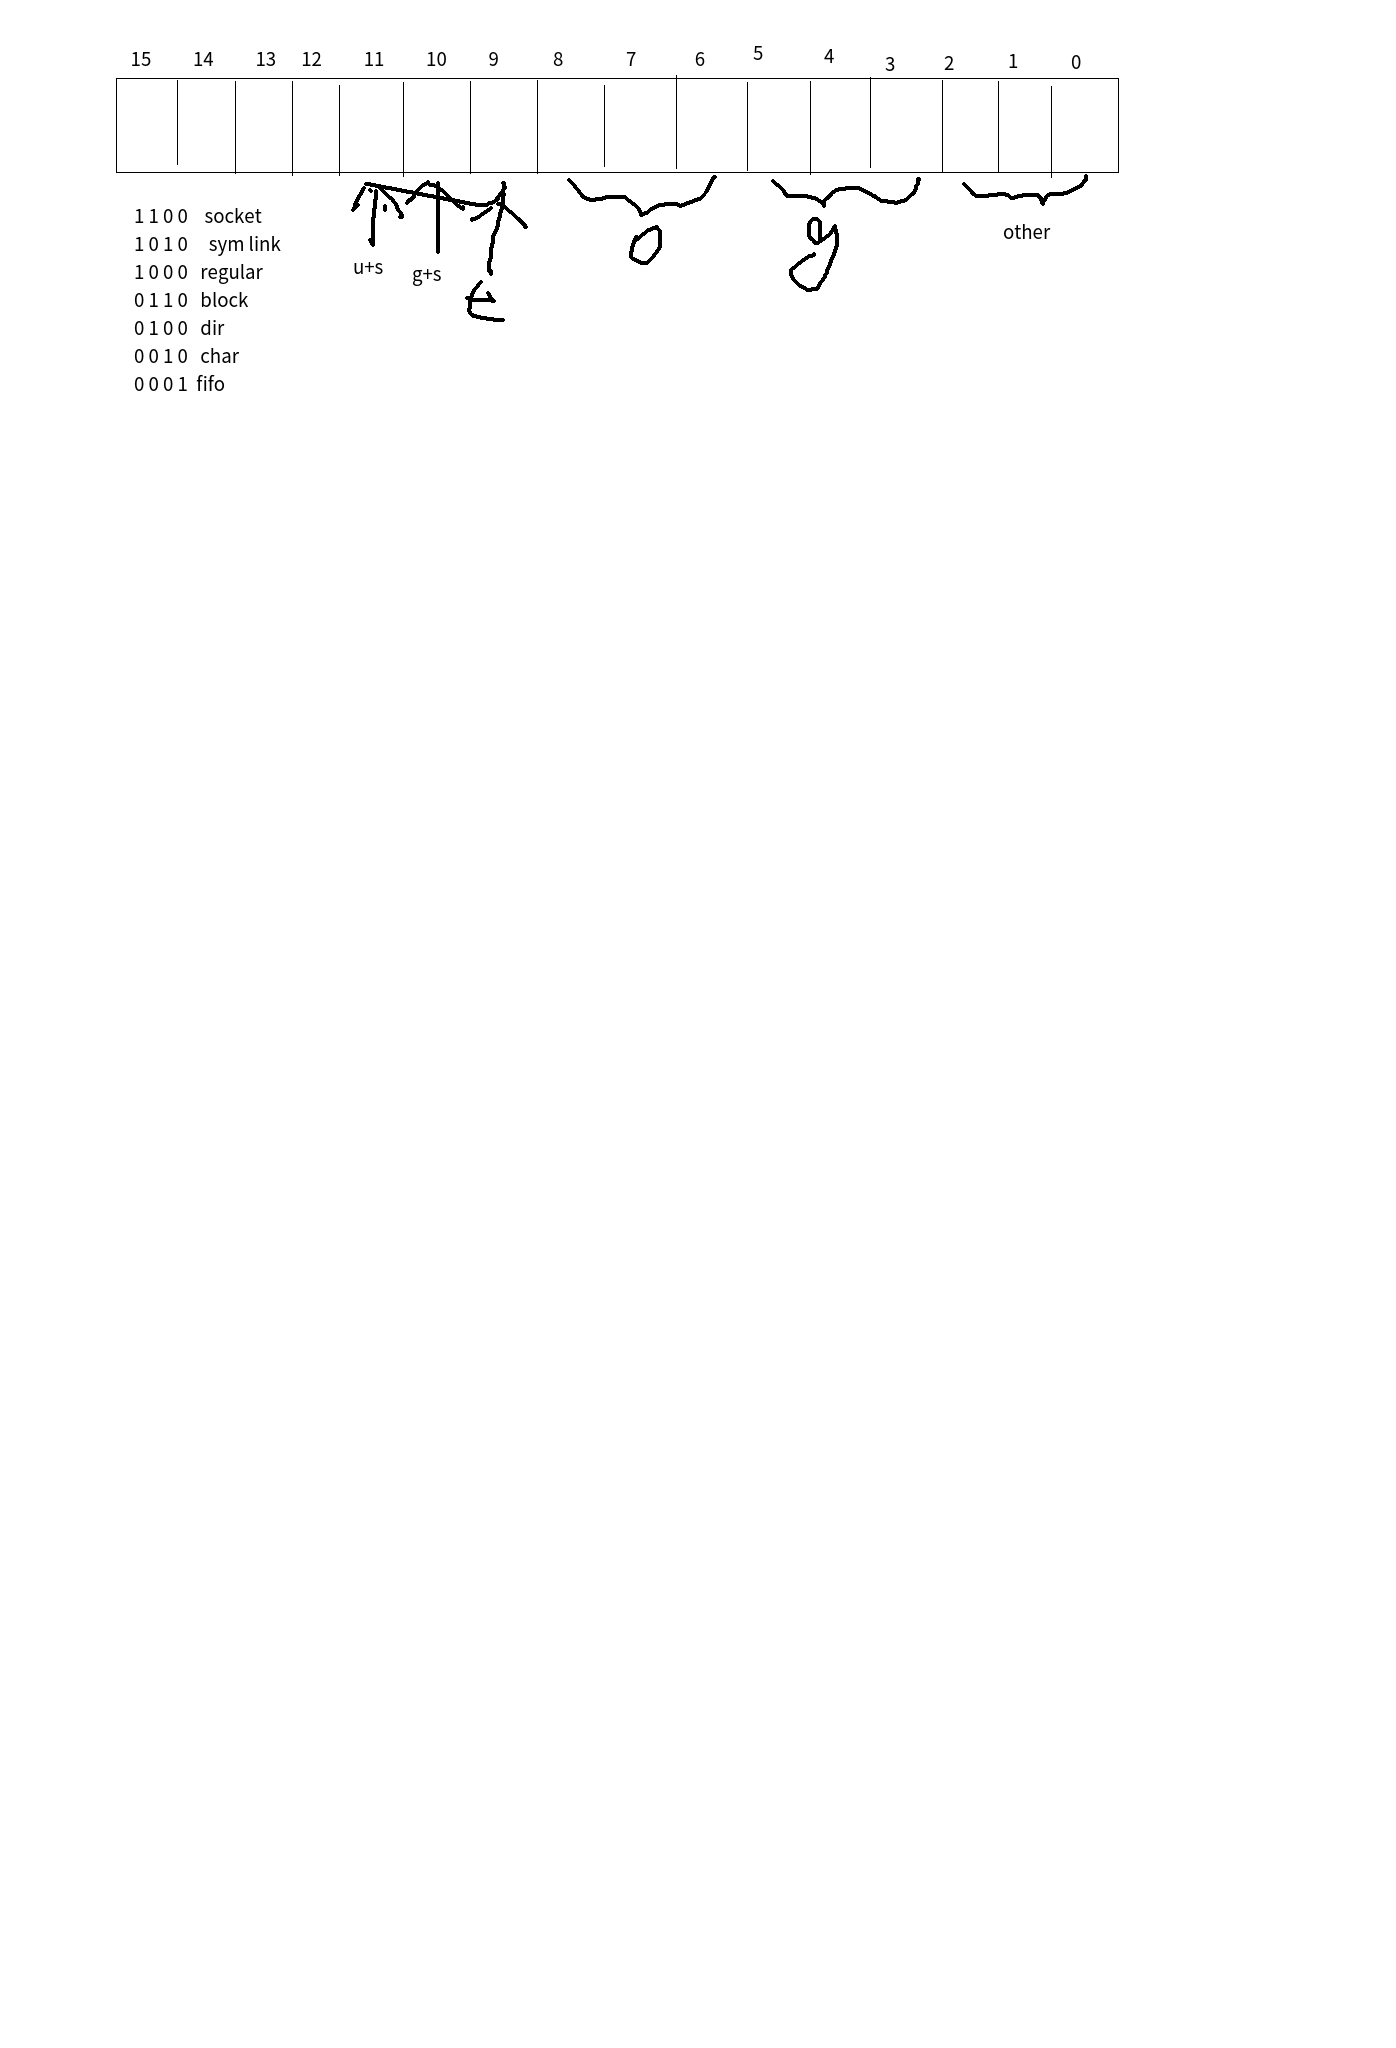 15 14 13 12 11 10 9 8 7 6 5 4 3 2 1 0
1 1 0 0 socket
1 0 1 0 sym link
1 0 0 0 regular
0 1 1 0 block
0 1 0 0 dir
0 0 1 0 char
0 0 0 1 fifo
u+s
g+s
t
o
g
other